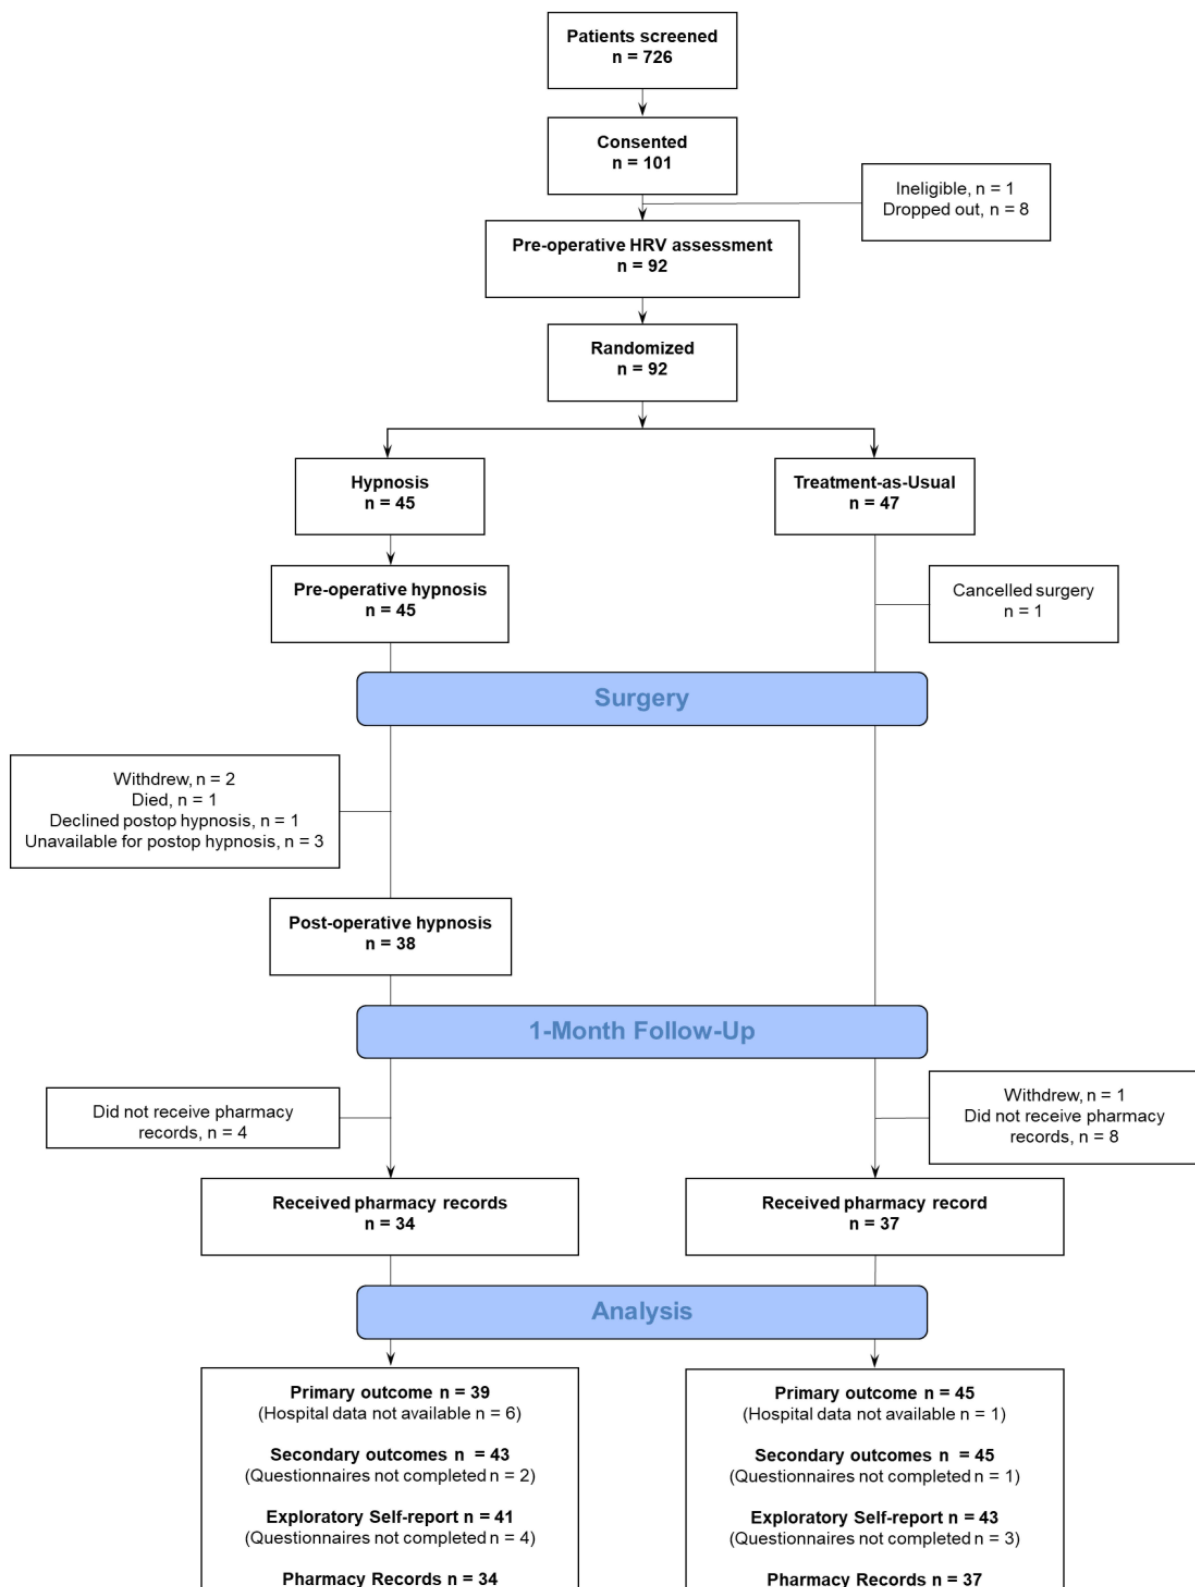 Patients screened
n = 726
Consented
n = 101
Ineligible, n = 1
Dropped out, n = 8
Pre-operative HRV assessment
n = 92
Randomized
n = 92
Hypnosis
n = 45
Treatment-as-Usual
n = 47
Pre-operative hypnosis
n = 45
Cancelled surgery
n = 1
Surgery
Withdrew, n = 2
Died, n = 1
Declined postop hypnosis, n = 1
Unavailable for postop hypnosis, n = 3
Post-operative hypnosis
n = 38
1-Month Follow-Up
Did not receive pharmacy
records, n = 4
Withdrew, n = 1
Did not receive pharmacy
records, n = 8
Received pharmacy records
n = 34
Received pharmacy record
n = 37
Analysis
Primary outcome n = 39
(Hospital data not available n = 6)
Secondary outcomes n  = 43
(Questionnaires not completed n = 2)
Exploratory Self-report n = 41
(Questionnaires not completed n = 4)
Pharmacy Records n = 34
Primary outcome n = 45
(Hospital data not available n = 1)
Secondary outcomes n  = 45
(Questionnaires not completed n = 1)
Exploratory Self-report n = 43
(Questionnaires not completed n = 3)
Pharmacy Records n = 37